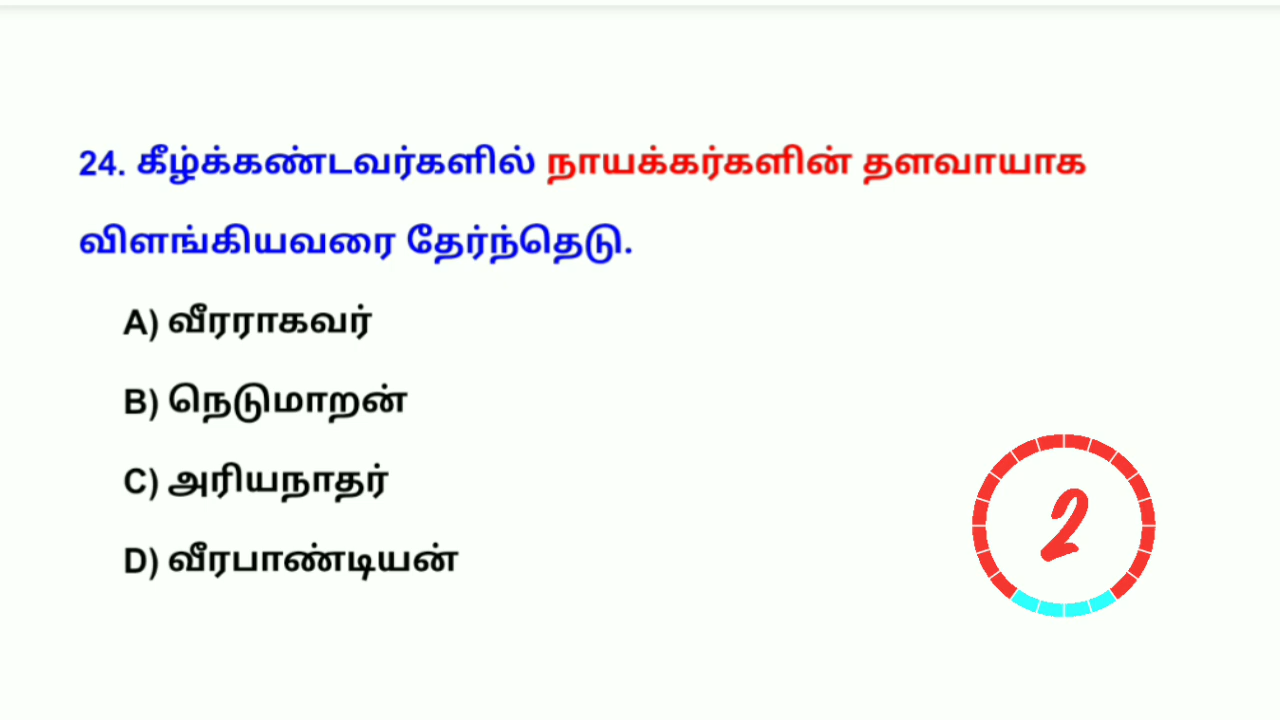 24. கீழ்க்கண்டவர்களில் நாயக்கர்களின் தளவாயாக
விளங்கியவரை தேர்ந்தெடு.
A) வீரராகவர்
B) நெடுமாறன்
C) அரியநாதர்
D) வீரபாண்டியன்
2